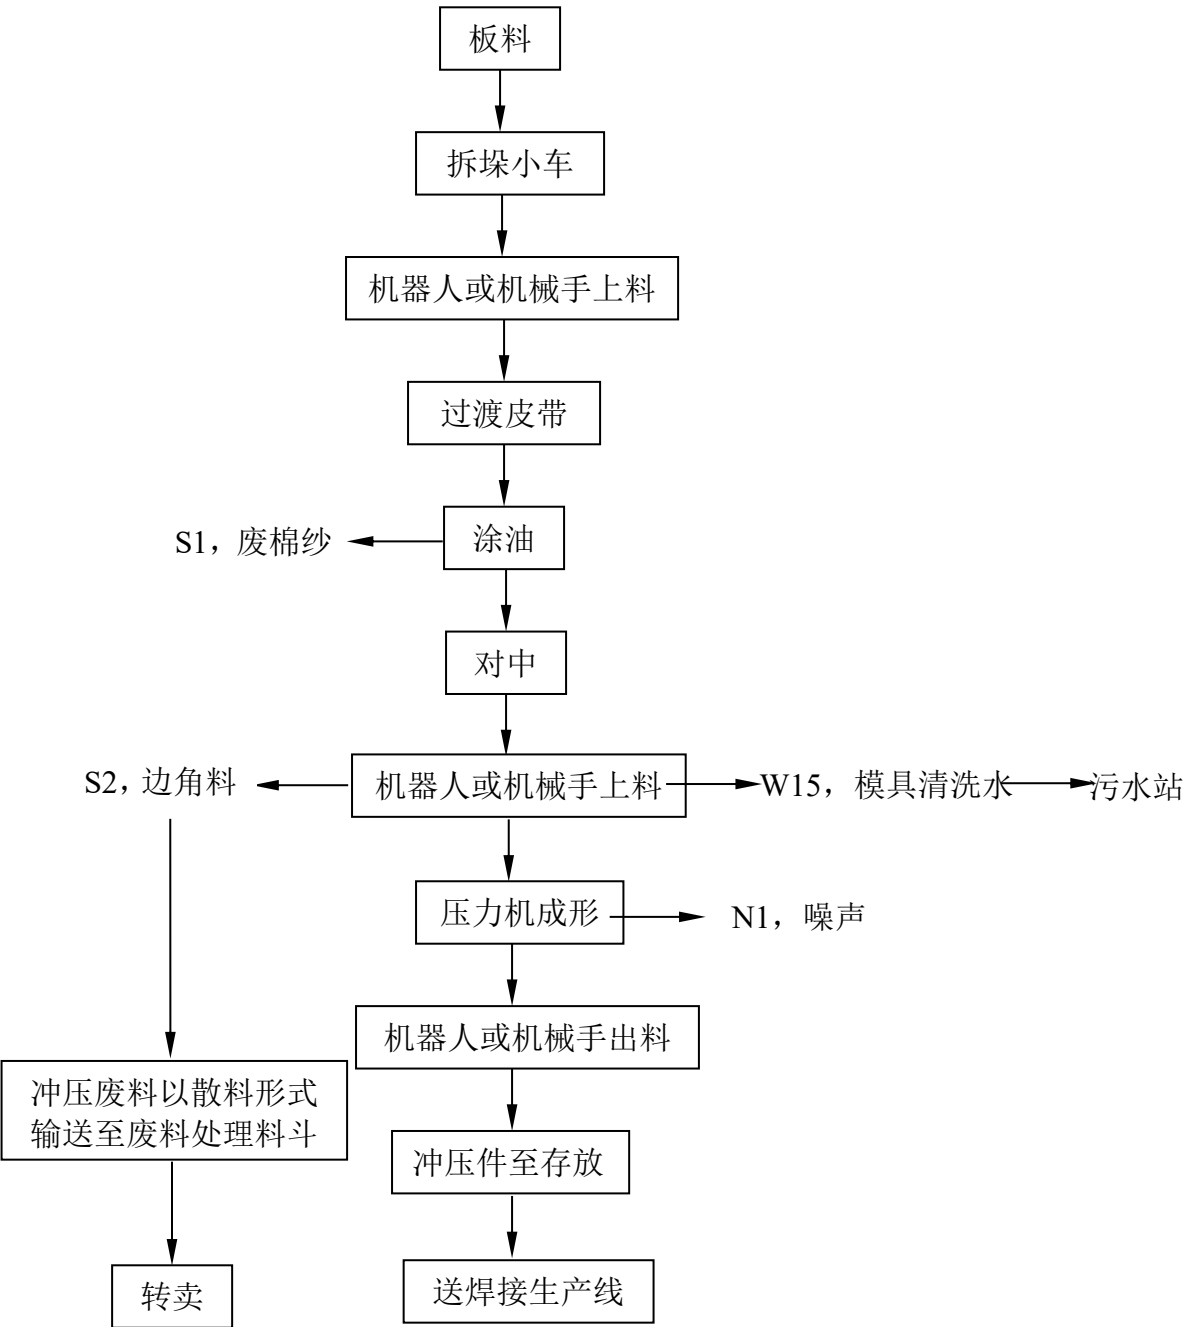 板料
拆垛小车
机器人或机械手上料
过渡皮带
S1，废棉纱
涂油
对中
S2，边角料
机器人或机械手上料
W15，模具清洗水
污水站
压力机成形
N1，噪声
机器人或机械手出料
冲压废料以散料形式
输送至废料处理料斗
冲压件至存放
转卖
送焊接生产线